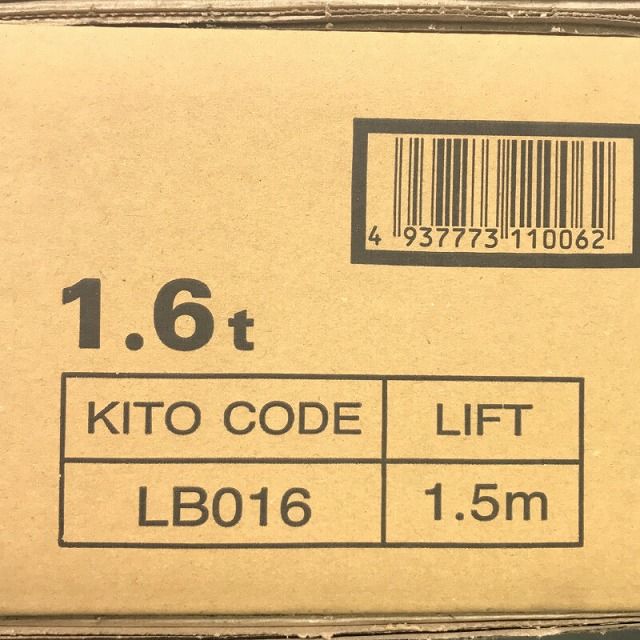 4 937773 110062
1.6t
KITO CODE LIFT
LB016 1.5m